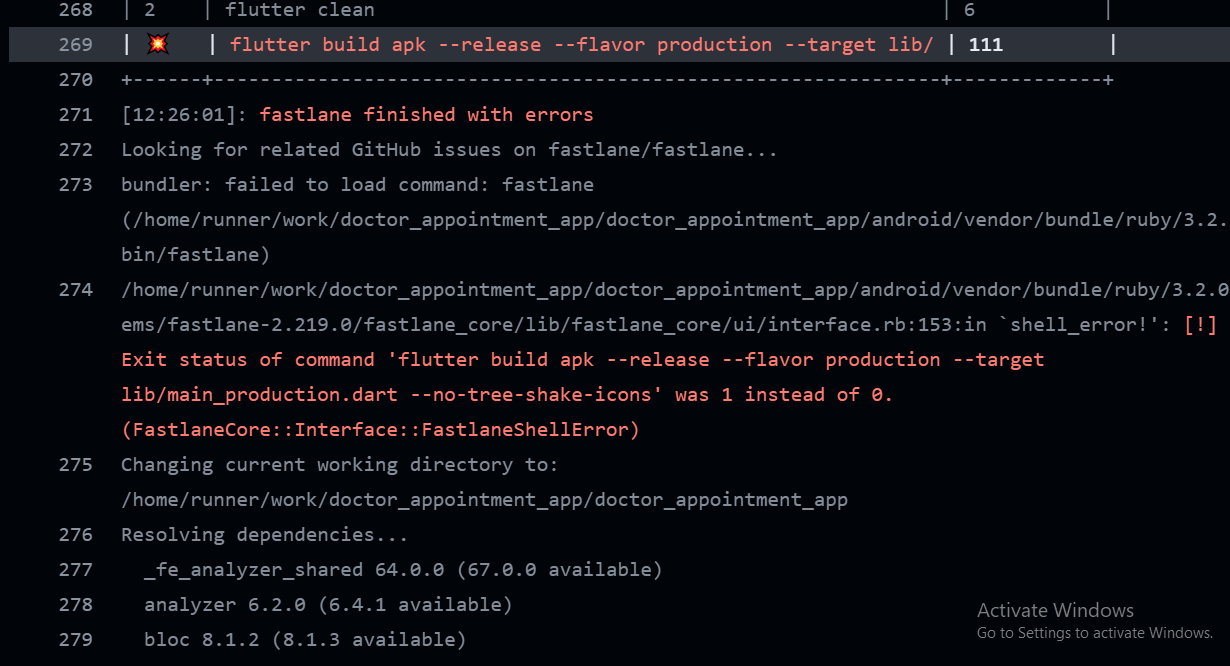 268 | 2 | flutter clean | 6 |
269 | 💥 | flutter build apk --release --flavor production --target lib/ | 111 |
270 +------+---------------------------------------------------------------+-------------+
271 [12:26:01]: fastlane finished with errors
272 Looking for related GitHub issues on fastlane/fastlane...
273 bundler: failed to load command: fastlane
(/home/runner/work/doctor_appointment_app/doctor_appointment_app/android/vendor/bundle/ruby/3.2.
bin/fastlane)
274 /home/runner/work/doctor_appointment_app/doctor_appointment_app/android/vendor/bundle/ruby/3.2.0
ems/fastlane-2.219.0/fastlane_core/lib/fastlane_core/ui/interface.rb:153:in `shell_error!': [!]
Exit status of command 'flutter build apk --release --flavor production --target
lib/main_production.dart --no-tree-shake-icons' was 1 instead of 0.
(FastlaneCore::Interface::FastlaneShellError)
275 Changing current working directory to:
/home/runner/work/doctor_appointment_app/doctor_appointment_app
276 Resolving dependencies...
277 _fe_analyzer_shared 64.0.0 (67.0.0 available)
278 analyzer 6.2.0 (6.4.1 available)
279 bloc 8.1.2 (8.1.3 available)
Activate Windows
Go to Settings to activate Windows.